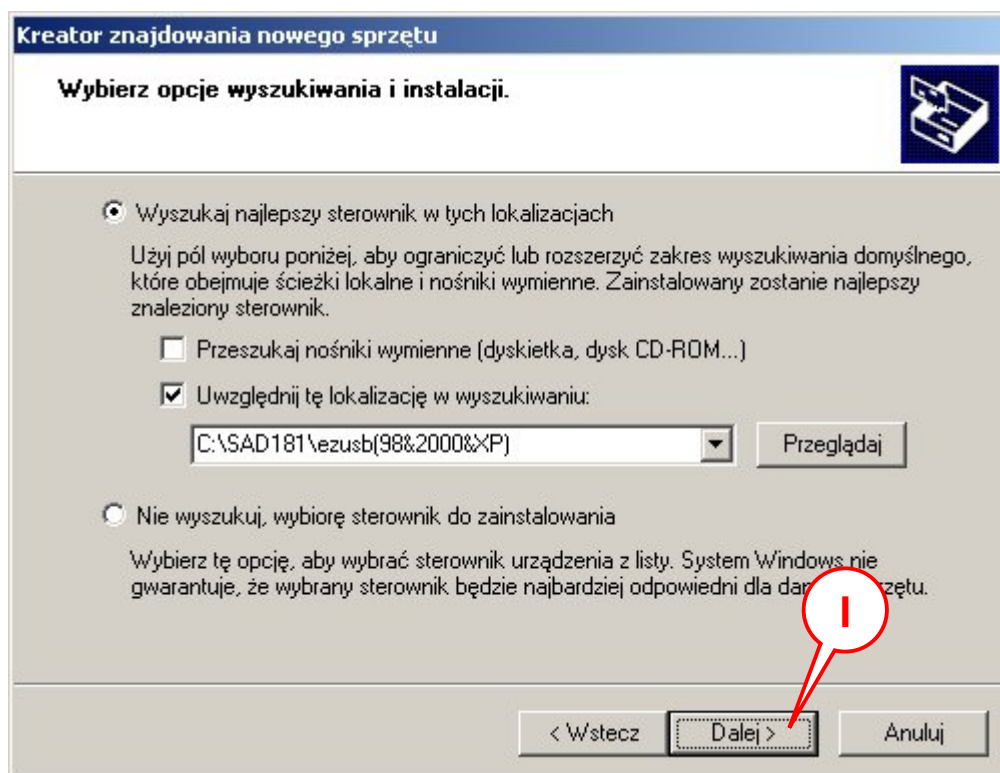 Kreator znajdowania nowego sprzętu
Wybierz opcje wyszukiwania i instalacji.
Wyszukaj najlepszy sterownik w tych lokalizacjach
Użyj pól wyboru poniżej, aby ograniczyć lub rozszerzyć zakres wyszukiwania domyślnego,
które obejmuje ścieżki lokalne i nośniki wymienne. Zainstalowany zostanie najlepszy
znaleziony sterownik.
Przeszukaj nośniki wymienne (dyskietka, dysk CD-ROM...)
Uwzględnij tę lokalizację w wyszukiwaniu:
C:\SAD181\ezusb(98&2000&XP)
Przeglądaj
Nie wyszukuj, wybiorę sterownik do zainstalowania
Wybierz tę opcję, aby wybrać sterownik urządzenia z listy. System Windows nie
gwarantuje, że wybrany sterownik będzie najbardziej odpowiedni dla
I
< Wstecz
Dalej >
Anuluj